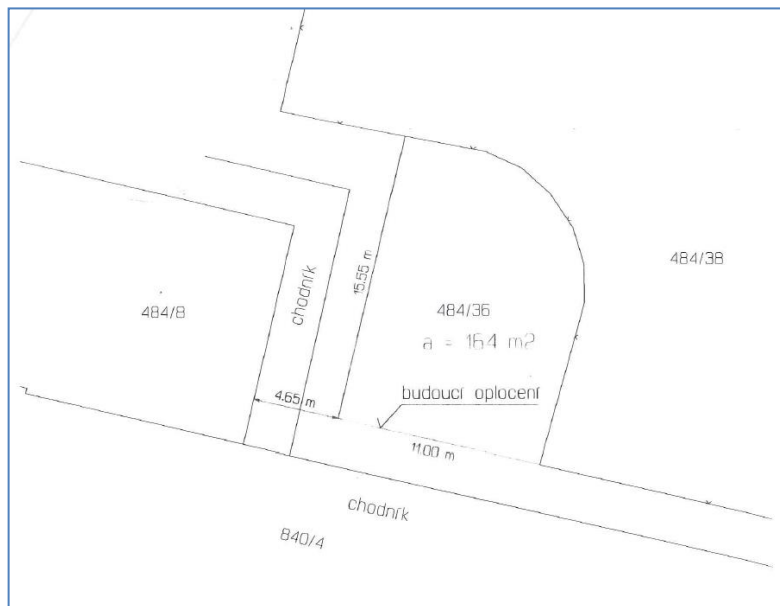 484/38
15.55 m
chodník
484/8
484/36
a = 164 m2
budoucí oplocení
4.65 m
11.00 m
chodník
840/4